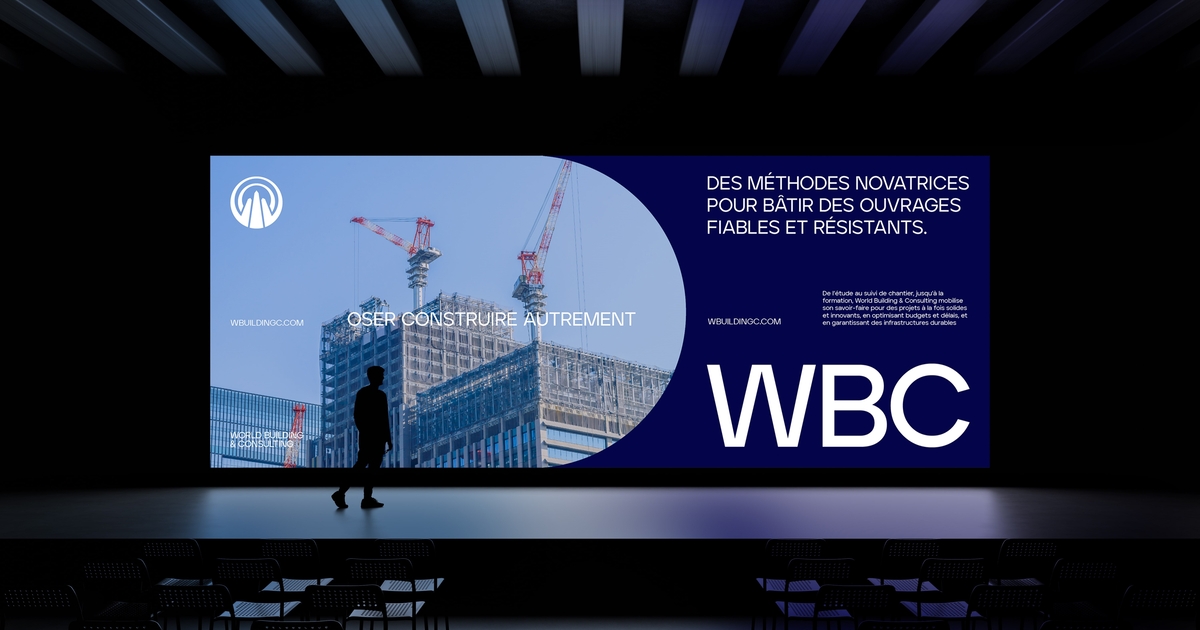 WBUILDINGC.COM
OSER CONSTRUIRE AUTREMENT
WORLD BUILDING
& CONSULTING
DES MÉTHODES NOVATRICES
POUR BÂTIR DES OUVRAGES
FIABLES ET RÉSISTANTS.
De l'étude au suivi de chantier, jusqu'à la
formation, World Building & Consulting mobilise
son savoir-faire pour des projets à la fois solides
et innovants, en optimisant budgets et délais, et
en garantissant des infrastructures durables
WBUILDINGC.COM
WBC